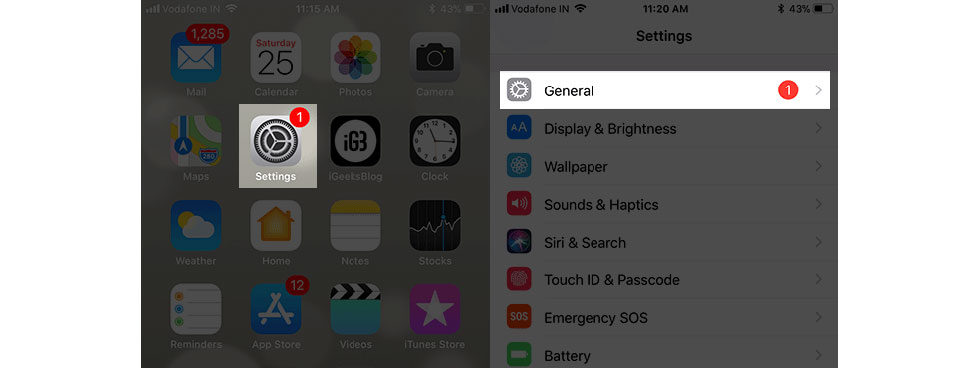 Vodafone IN 11:15 AM 43%
1,285
Saturday
25
Mail Calendar Photos Camera
280
1
iGB
Maps Settings iGeeksBlog Clock
Weather Home Notes Stocks
12
Reminders App Store Videos iTunes Store
Vodafone IN 11:20 AM 43%
Settings
General 1
AA Display & Brightness
Wallpaper
Sounds & Haptics
Siri & Search
Touch ID & Passcode
SOS Emergency SOS
Battery